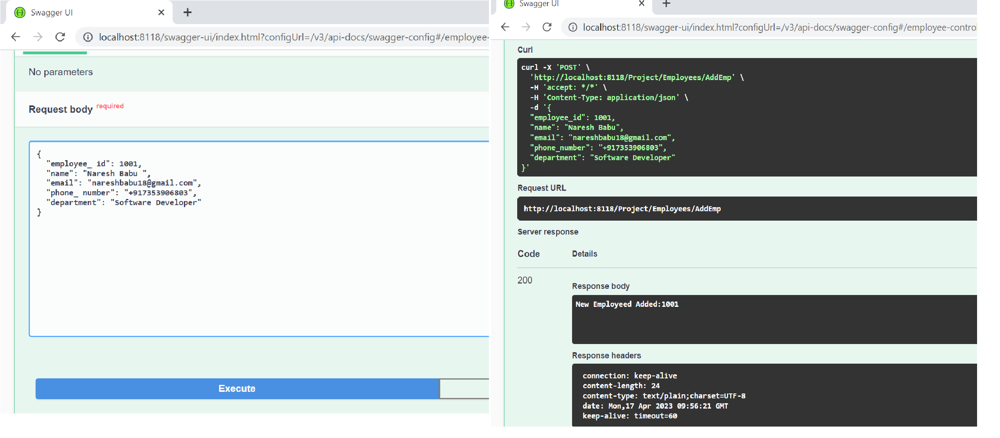 Swagger UI
localhost:8118/swagger-ui/index.html?configUrl=/v3/api-docs/swagger-config#/employee-
No parameters
Request body required
{
"employee_ id": 1001,
"name": "Naresh Babu ",
"email": "nareshbabu18@gmail.com",
"phone_ number": "+917353906803",
"department": "Software Developer"
}
Execute
Swagger UI
localhost:8118/swagger-ui/index.html?configUrl=/v3/api-docs/swagger-config#/employee-contro
Curl
curl -X 'POST' \
'http://localhost:8118/Project/Employees/AddEmp' \
-H 'accept: */*' \
-H 'Content-Type: application/json' \
-d '{
"employee_id": 1001,
"name": "Naresh Babu",
"email": "nareshbabu18@gmail.com",
"phone_number": "+917353906803",
"department": "Software Developer"
}'
Request URL
http://localhost:8118/Project/Employees/AddEmp
Server response
Code Details
200
Response body
New Employeed Added:1001
Response headers
connection: keep-alive
content-length: 24
content-type: text/plain;charset=UTF-8
date: Mon,17 Apr 2023 09:56:21 GMT
keep-alive: timeout=60